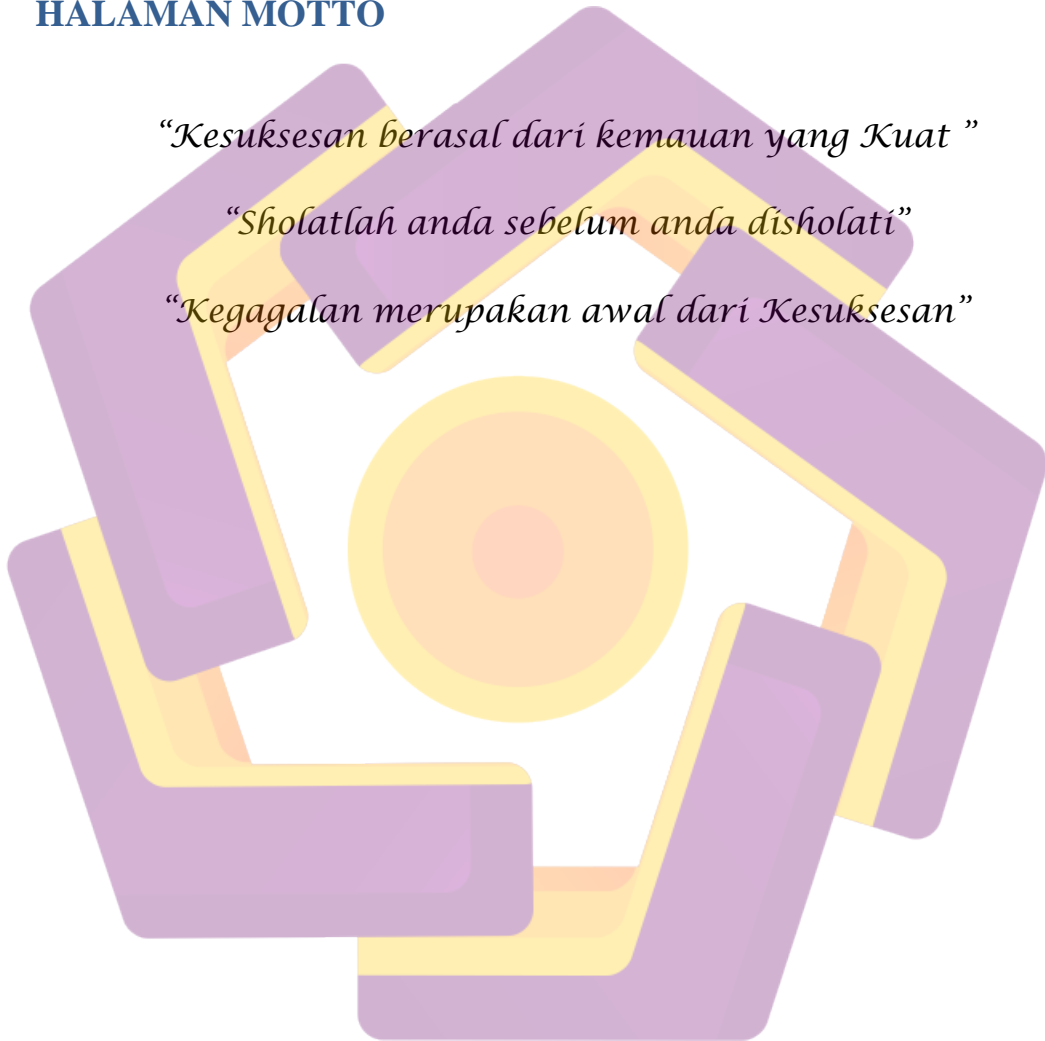 HALAMAN MOTTO
“Kesuksesan berasal dari kemauan yang Kuat ”
“Sholatlah anda sebelum anda disholati”
“Kegagalan merupakan awal dari Kesuksesan”